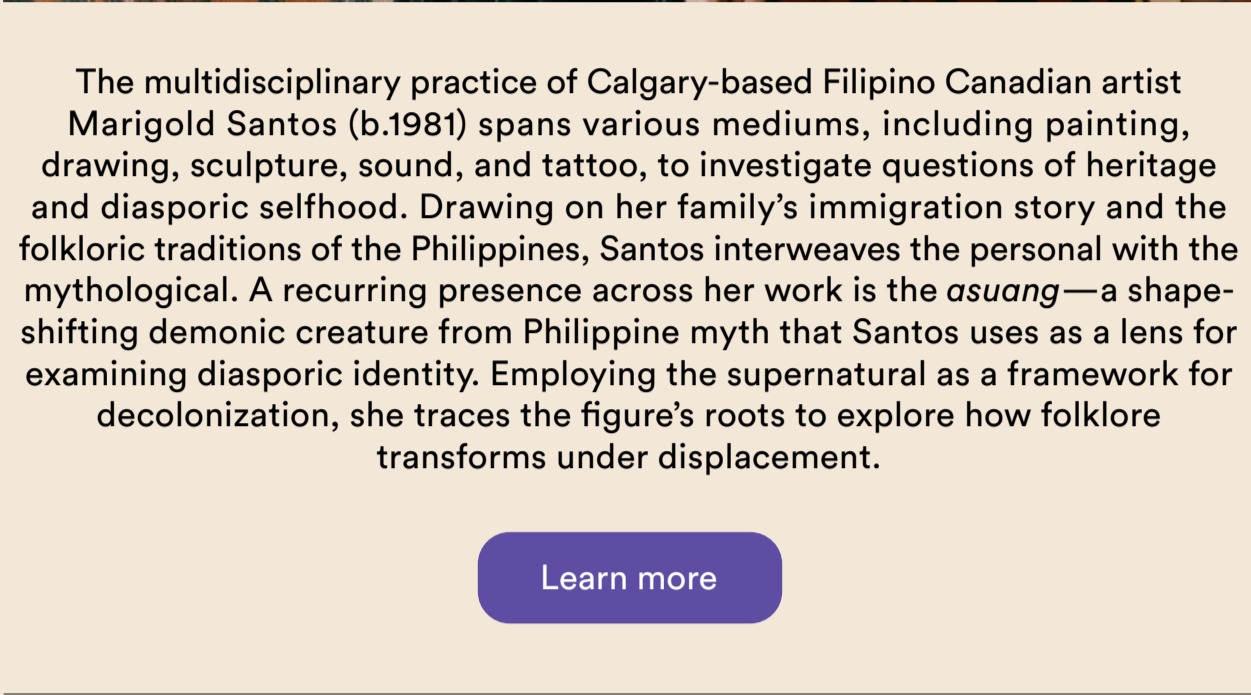 The multidisciplinary practice of Calgary-based Filipino Canadian artist
Marigold Santos (b.1981) spans various mediums, including painting,
drawing, sculpture, sound, and tattoo, to investigate questions of heritage
and diasporic selfhood. Drawing on her family’s immigration story and the
folkloric traditions of the Philippines, Santos interweaves the personal with the
mythological. A recurring presence across her work is the asuang—a shape-
shifting demonic creature from Philippine myth that Santos uses as a lens for
examining diasporic identity. Employing the supernatural as a framework for
decolonization, she traces the figure’s roots to explore how folklore
transforms under displacement.
Learn more